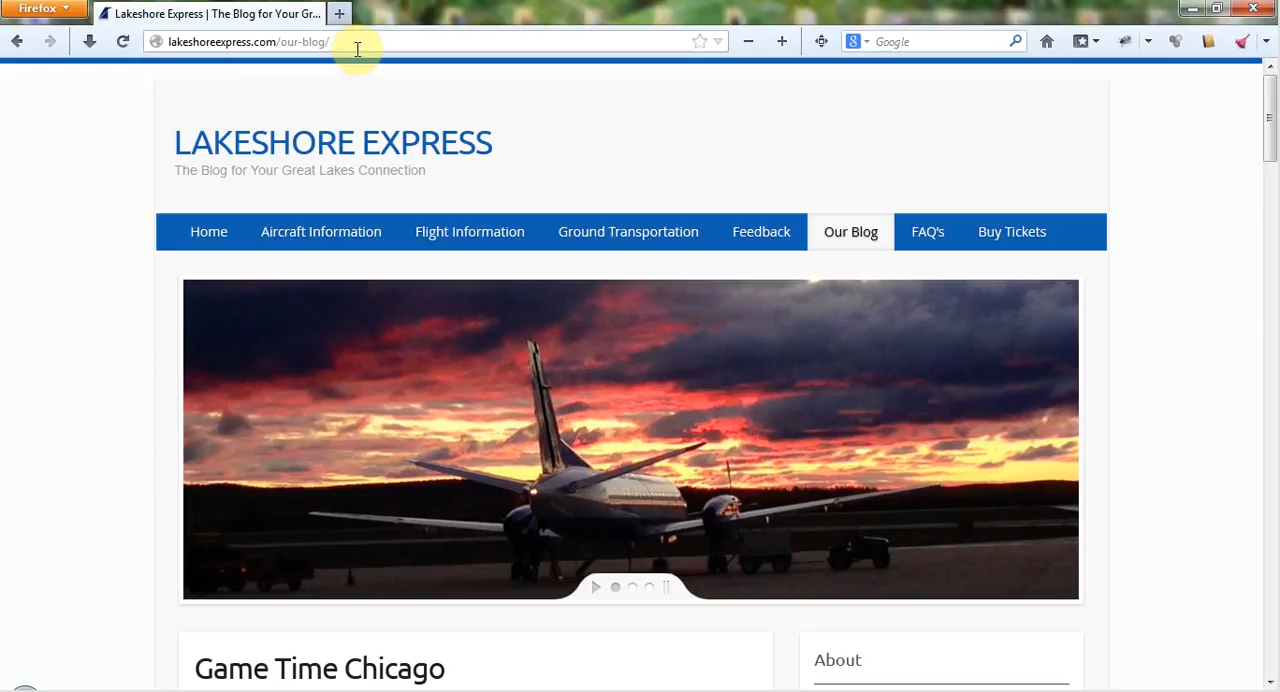 Firefox
Lakeshore Express | The Blog for Your Gr...
lakeshoreexpress.com/our-blog/
Google
LAKESHORE EXPRESS
The Blog for Your Great Lakes Connection
Home Aircraft Information Flight Information Ground Transportation Feedback Our Blog FAQ's Buy Tickets
Game Time Chicago
About